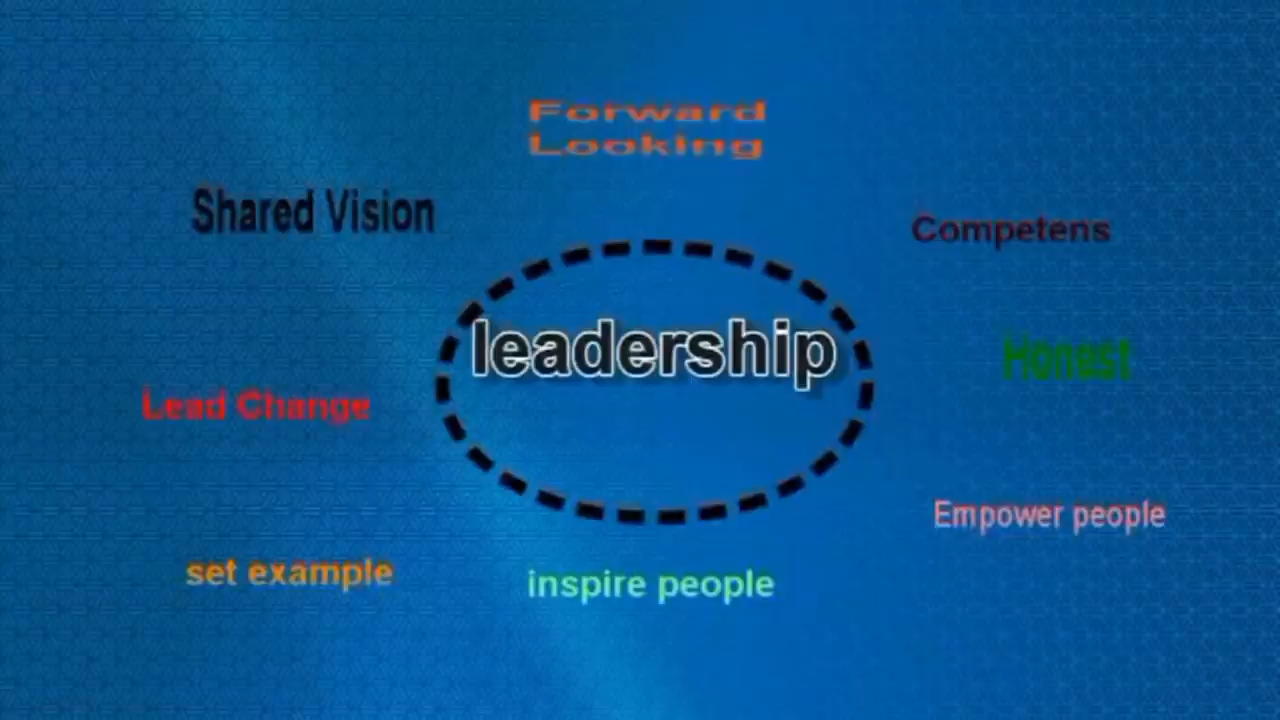 Forward
Looking
Shared Vision
Competens
leadership
Honest
Lead Change
Empower people
set example
inspire people